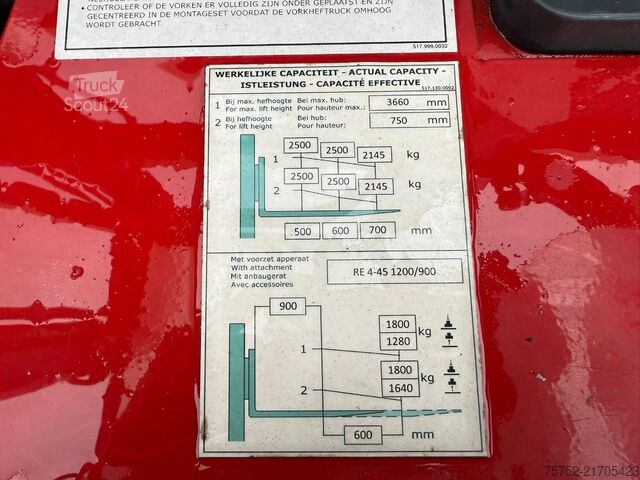 • CONTROLEER OF DE VORKEN ER VOLLEDIG ZIJN ONDER GEPLAATST EN ZIJN
GECENTREERD IN DE MONTAGESET VOORDAT DE VORKHEFTRUCK OMHOOG
WORDT GEBRACHT.
517.999.0032
Truck
Scout24
WERKELIJKE CAPACITEIT - ACTUAL CAPACITY -
ISTLEISTUNG - CAPACITÉ EFFECTIVE
517.130.0092
1 Bij max. hefhoogte Bei max. hub: 3660 mm
For max. lift height Pour hauteur max.:
2 Bij hefhoogte Bei hub: 750 mm
For lift height Pour hauteur:
2500 2500 2145 kg
1
2500 2500 2145 kg
2
500 600 700 mm
Met voorzet apparaat
With attachment
Mit anbaugerat
Avec accessoires
RE 4-45 1200/900
900
1800 kg
1 1280
1800 kg
2 1640
600 mm
75752-21705423